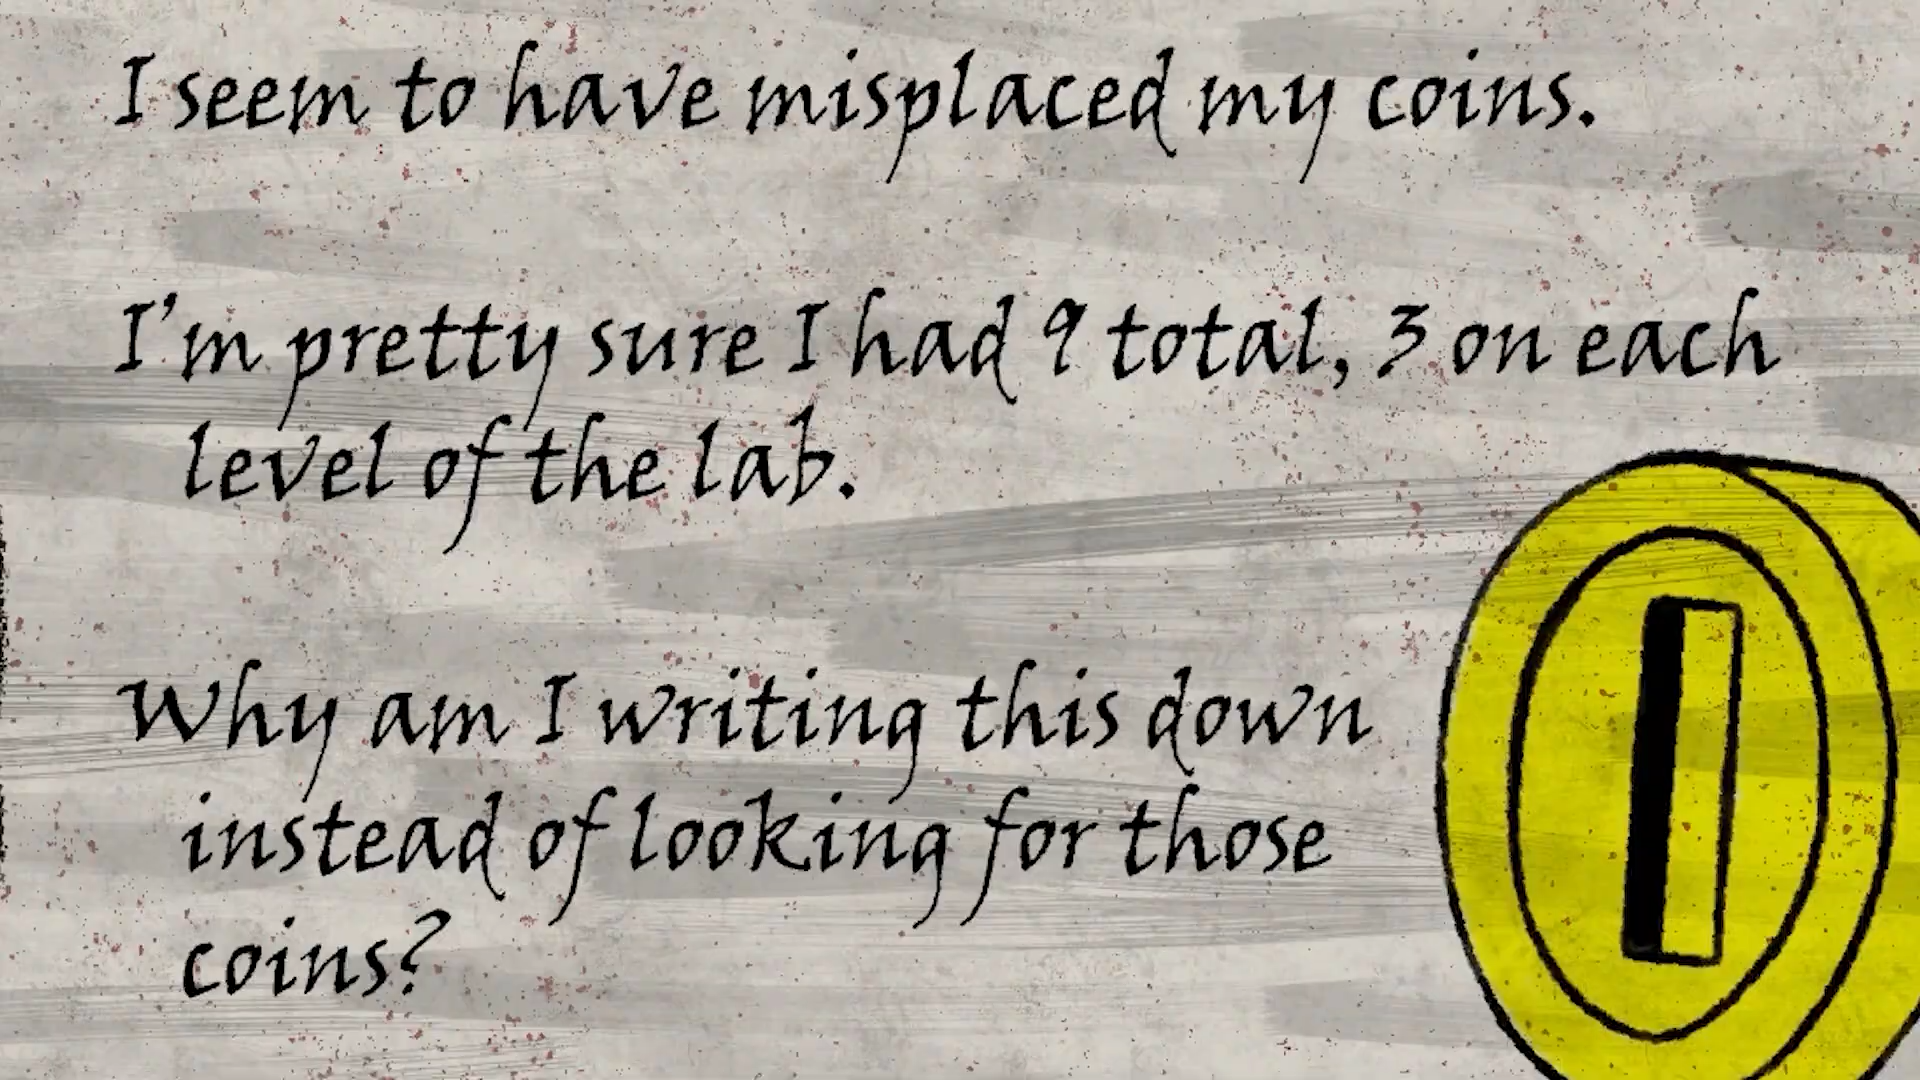 I seem to have misplaced my coins.
I'm pretty sure I had 9 total, 3 on each
level of the lab.
Why am I writing this down
instead of looking for those
coins?